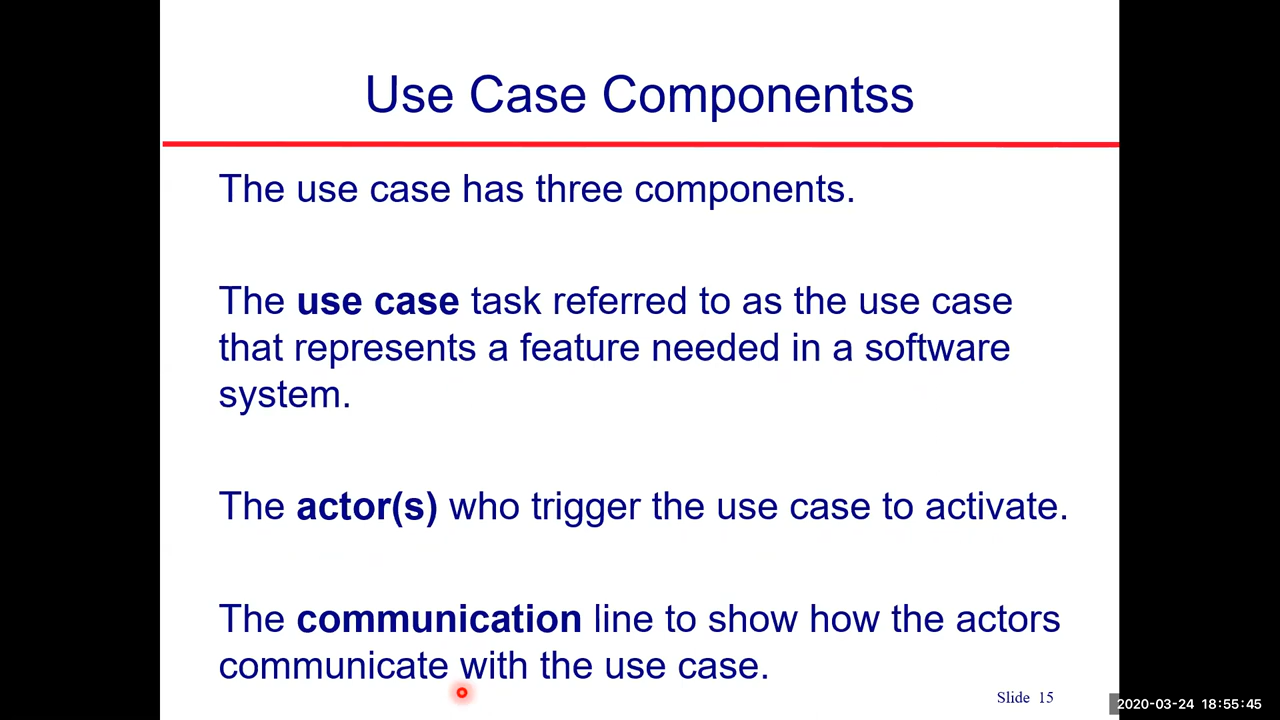 Use Case Componentss
The use case has three components.
The use case task referred to as the use case
that represents a feature needed in a software
system.
The actor(s) who trigger the use case to activate.
The communication line to show how the actors
communicate with the use case.
Slide 15
2020-03-24 18:55:45